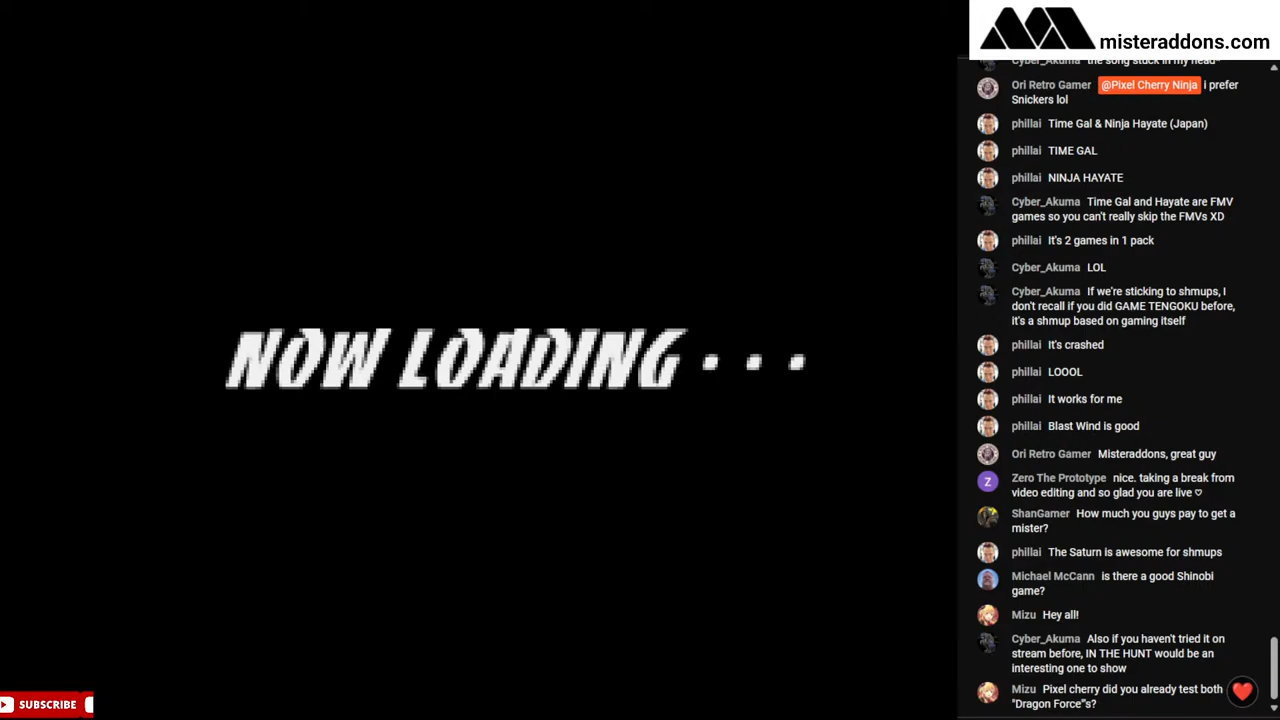 misteraddons.com
NOW LOADING...
Cyber_Akuma the song stuck in my head"
Ori Retro Gamer @Pixel Cherry Ninja i prefer
Snickers lol
phillai Time Gal & Ninja Hayate (Japan)
phillai TIME GAL
phillai NINJA HAYATE
Cyber_Akuma Time Gal and Hayate are FMV
games so you can't really skip the FMVs XD
phillai It's 2 games in 1 pack
Cyber_Akuma LOL
Cyber_Akuma If we're sticking to shmups, I
don't recall if you did GAME TENGOKU before,
it's a shmup based on gaming itself
phillai It's crashed
phillai LOOOL
phillai It works for me
phillai Blast Wind is good
Ori Retro Gamer Misteraddons, great guy
Z
Zero The Prototype nice. taking a break from
video editing and so glad you are live ♡
ShanGamer How much you guys pay to get a
mister?
phillai The Saturn is awesome for shmups
Michael McCann is there a good Shinobi
game?
Mizu Hey all!
Cyber_Akuma Also if you haven't tried it on
stream before, IN THE HUNT would be an
interesting one to show
Mizu Pixel cherry did you already test both
"Dragon Force"'s?
SUBSCRIBE